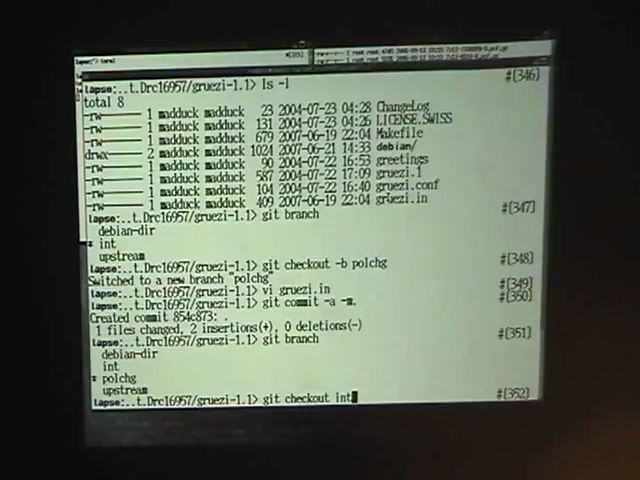 lapse:..t.Drc16957/gruezi-1.1> ls -l #[346]
total 8
-rw------- 1 madduck madduck 23 2004-07-23 04:28 ChangeLog
-rw------- 1 madduck madduck 131 2004-07-23 04:26 LICENSE.SWISS
-rw------- 1 madduck madduck 679 2007-06-19 22:04 Makefile
drwx------ 2 madduck madduck 1024 2007-06-21 14:33 debian/
-rw------- 1 madduck madduck 90 2004-07-22 16:53 greetings
-rw------- 1 madduck madduck 587 2004-07-22 17:09 gruezi.1
-rw------- 1 madduck madduck 104 2004-07-22 16:40 gruezi.conf
-rw------- 1 madduck madduck 409 2007-06-19 22:04 gruezi.in
lapse:..t.Drc16957/gruezi-1.1> git branch #[347]
debian-dir
* int
upstream
lapse:..t.Drc16957/gruezi-1.1> git checkout -b polchg #[348]
Switched to a new branch "polchg"
lapse:..t.Drc16957/gruezi-1.1> vi gruezi.in #[349]
lapse:..t.Drc16957/gruezi-1.1> git commit -a -m. #[350]
Created commit 854c873: .
1 files changed, 2 insertions(+), 0 deletions(-)
lapse:..t.Drc16957/gruezi-1.1> git branch #[351]
debian-dir
int
* polchg
upstream
lapse:..t.Drc16957/gruezi-1.1> git checkout int #[352]